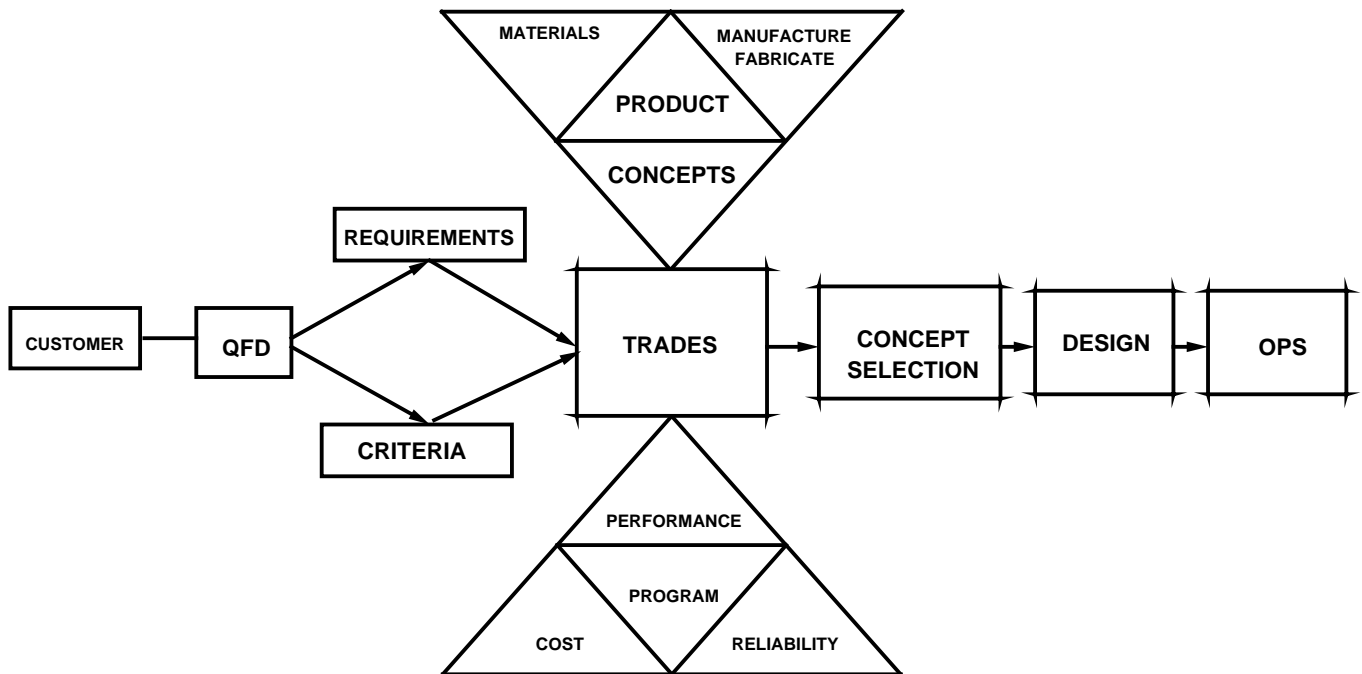 MATERIALS
MANUFACTURE
FABRICATE
PRODUCT
CONCEPTS
REQUIREMENTS
CUSTOMER
QFD
TRADES
CONCEPT
SELECTION
DESIGN
OPS
CRITERIA
PERFORMANCE
PROGRAM
COST
RELIABILITY